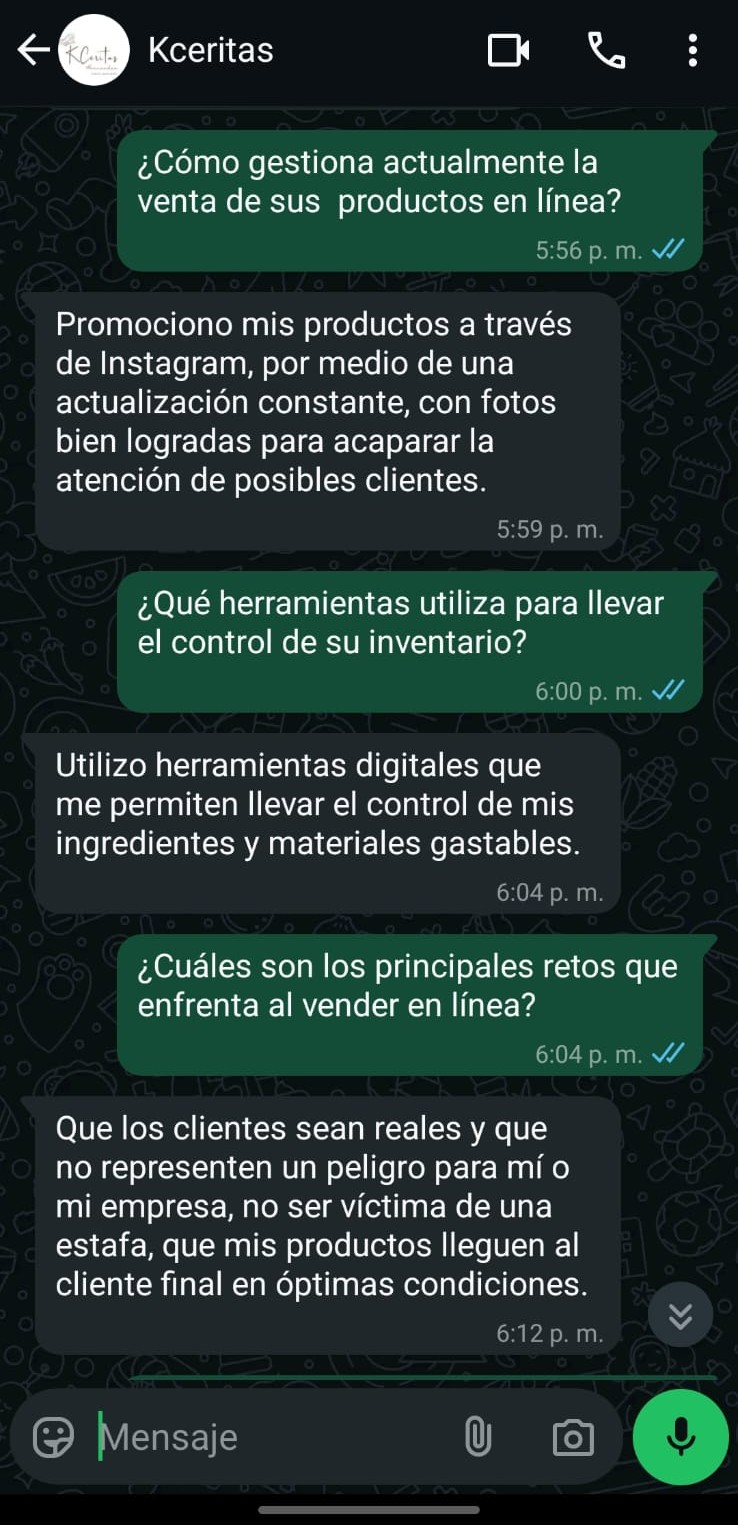 Kceritas
¿Cómo gestiona actualmente la
venta de sus  productos en línea?
5:56 p. m.
Promociono mis productos a través
de Instagram, por medio de una
actualización constante, con fotos
bien logradas para acaparar la
atención de posibles clientes.
5:59 p. m.
¿Qué herramientas utiliza para llevar
el control de su inventario?
6:00 p. m.
Utilizo herramientas digitales que
me permiten llevar el control de mis
ingredientes y materiales gastables.
6:04 p. m.
¿Cuáles son los principales retos que
enfrenta al vender en línea?
6:04 p. m.
Que los clientes sean reales y que
no representen un peligro para mí o
mi empresa, no ser víctima de una
estafa, que mis productos lleguen al
cliente final en óptimas condiciones.
6:12 p. m.
Mensaje